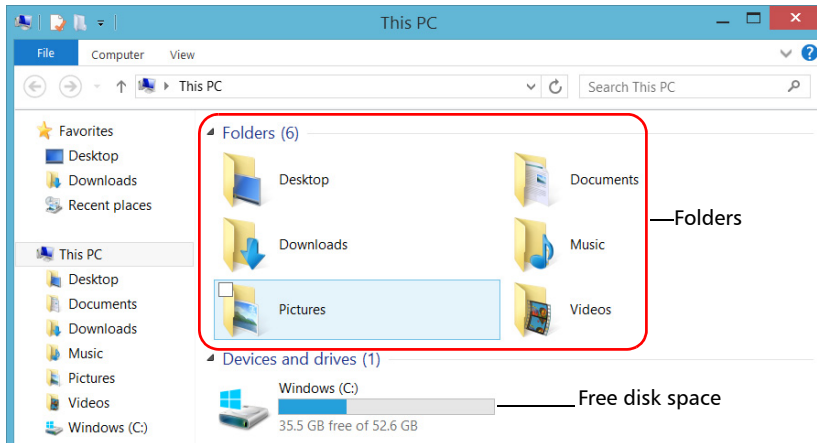 This PC
File
Computer
View
This PC
Search This PC
Favorites
Desktop
Downloads
Recent places
This PC
Desktop
Documents
Downloads
Music
Pictures
Videos
Windows (C:)
Folders (6)
Desktop
Documents
Downloads
Music
Pictures
Videos
Folders
Devices and drives (1)
Windows (C:)
35.5 GB free of 52.6 GB
Free disk space